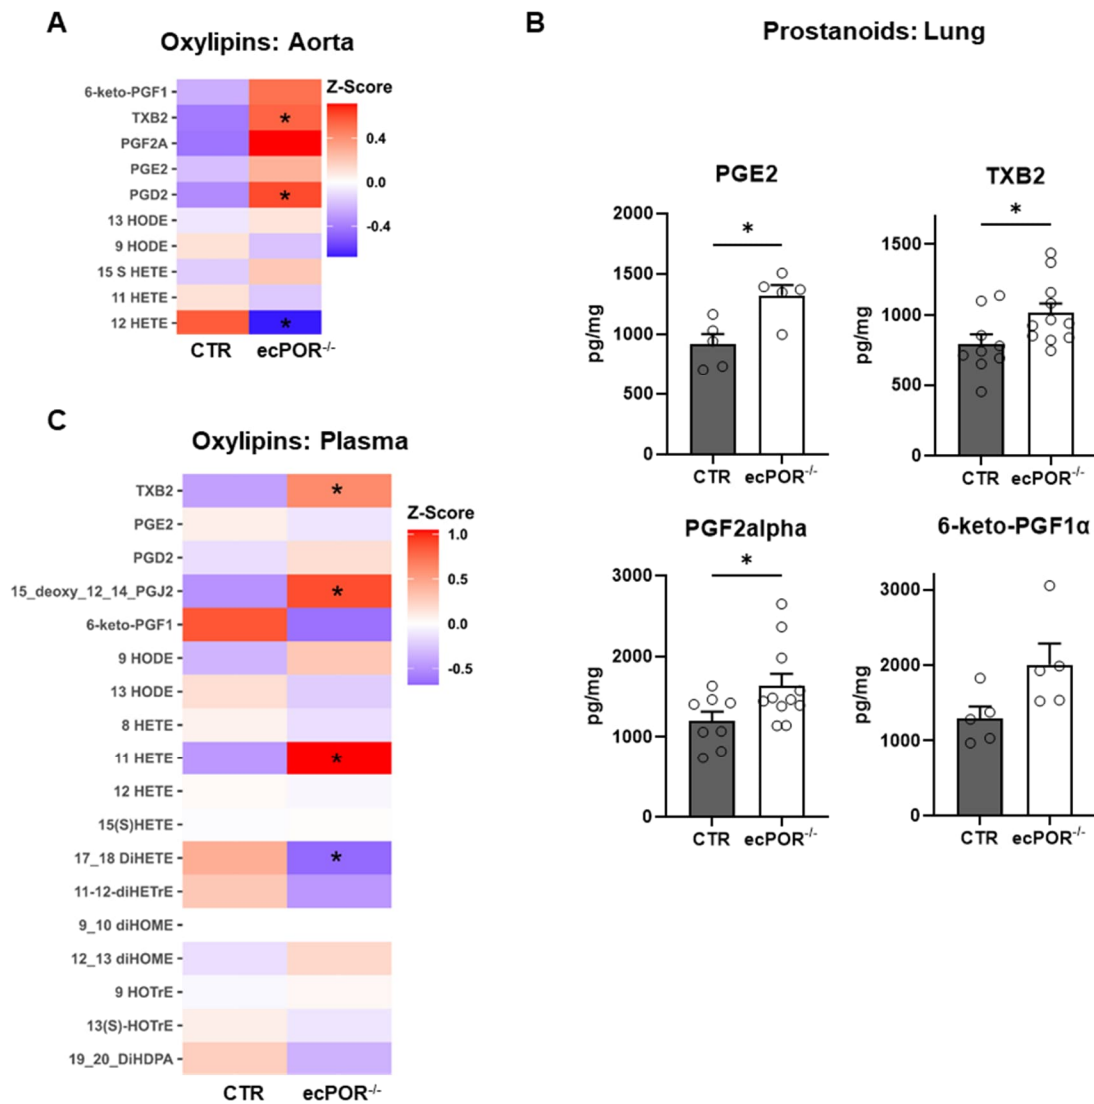 A
Oxylipins: Aorta
Z-Score
6-keto-PGF1
TXB2
*
PGF2A
PGE2
PGD2
*
13 HODE
9 HODE
15 S HETE
11 HETE
12 HETE
*
0.4
0.0
-0.4
CTR
ecPOR-/-
B
Prostanoids: Lung
PGE2
pg/mg
2000
1500
1000
500
0
*
CTR
ecPOR-/-
TXB2
pg/mg
1500
1000
500
0
*
CTR
ecPOR-/-
PGF2alpha
pg/mg
3000
2000
1000
0
*
CTR
ecPOR-/-
6-keto-PGF1α
pg/mg
3000
2000
1000
0
CTR
ecPOR-/-
C
Oxylipins: Plasma
Z-Score
TXB2
*
PGE2
PGD2
15_deoxy_12_14_PGJ2
*
6-keto-PGF1
9 HODE
13 HODE
8 HETE
11 HETE
*
12 HETE
15(S)HETE
17_18 DiHETE
*
11-12-diHETrE
9_10 diHOME
12_13 diHOME
9 HOTrE
13(S)-HOTrE
19_20_DiHDPA
1.0
0.5
0.0
-0.5
CTR
ecPOR-/-